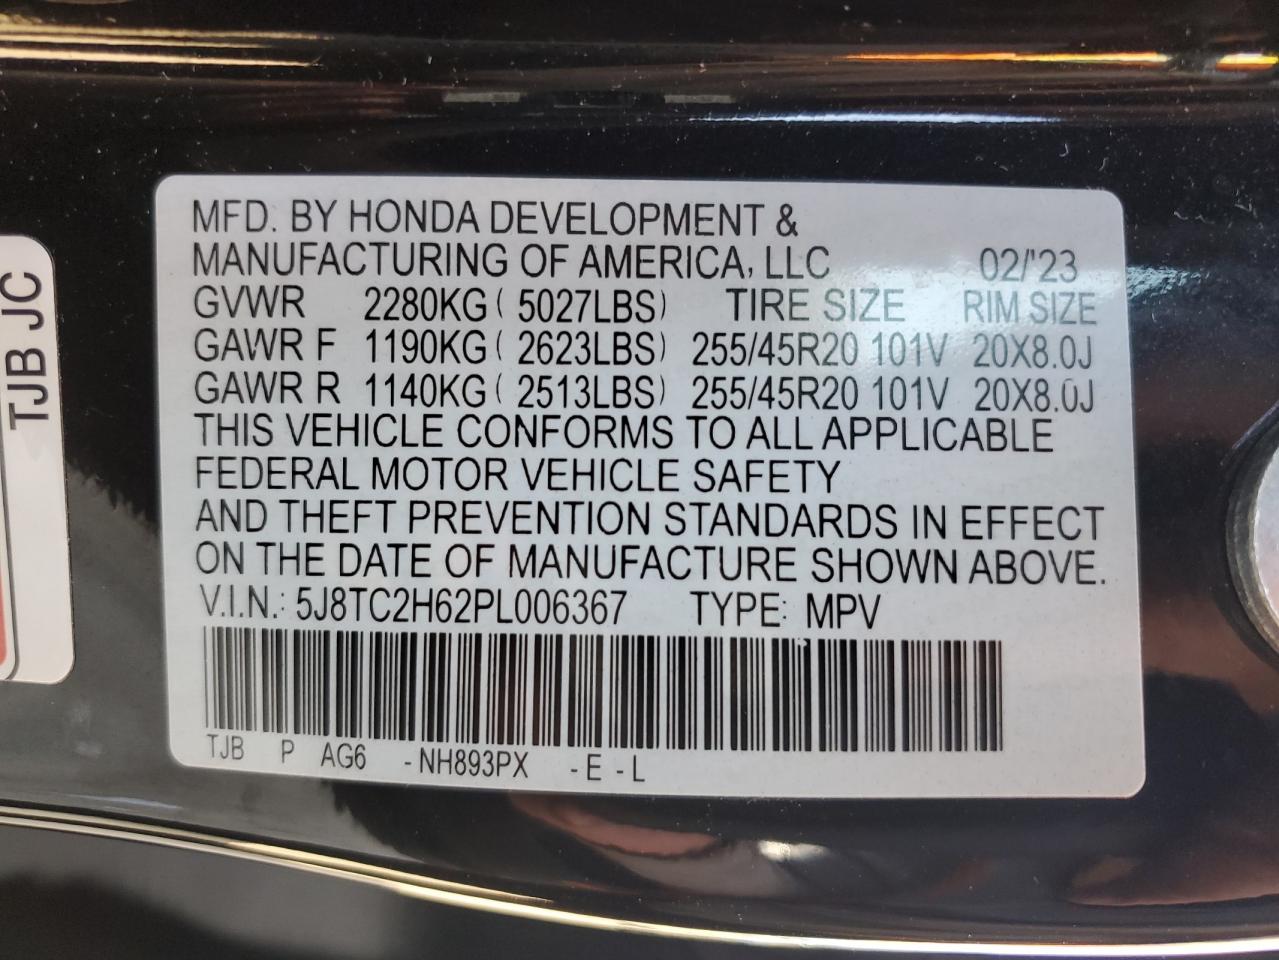 MFD. BY HONDA DEVELOPMENT &
MANUFACTURING OF AMERICA, LLC 02/'23
GVWR 2280KG ( 5027LBS) TIRE SIZE RIM SIZE
GAWR F 1190KG ( 2623LBS) 255/45R20 101V 20X8.0J
GAWR R 1140KG ( 2513LBS) 255/45R20 101V 20X8.0J
THIS VEHICLE CONFORMS TO ALL APPLICABLE
FEDERAL MOTOR VEHICLE SAFETY
AND THEFT PREVENTION STANDARDS IN EFFECT
ON THE DATE OF MANUFACTURE SHOWN ABOVE.
V.I.N.: 5J8TC2H62PL006367 TYPE: MPV
TJB P AG6 -NH893PX -E -L
TJB JC